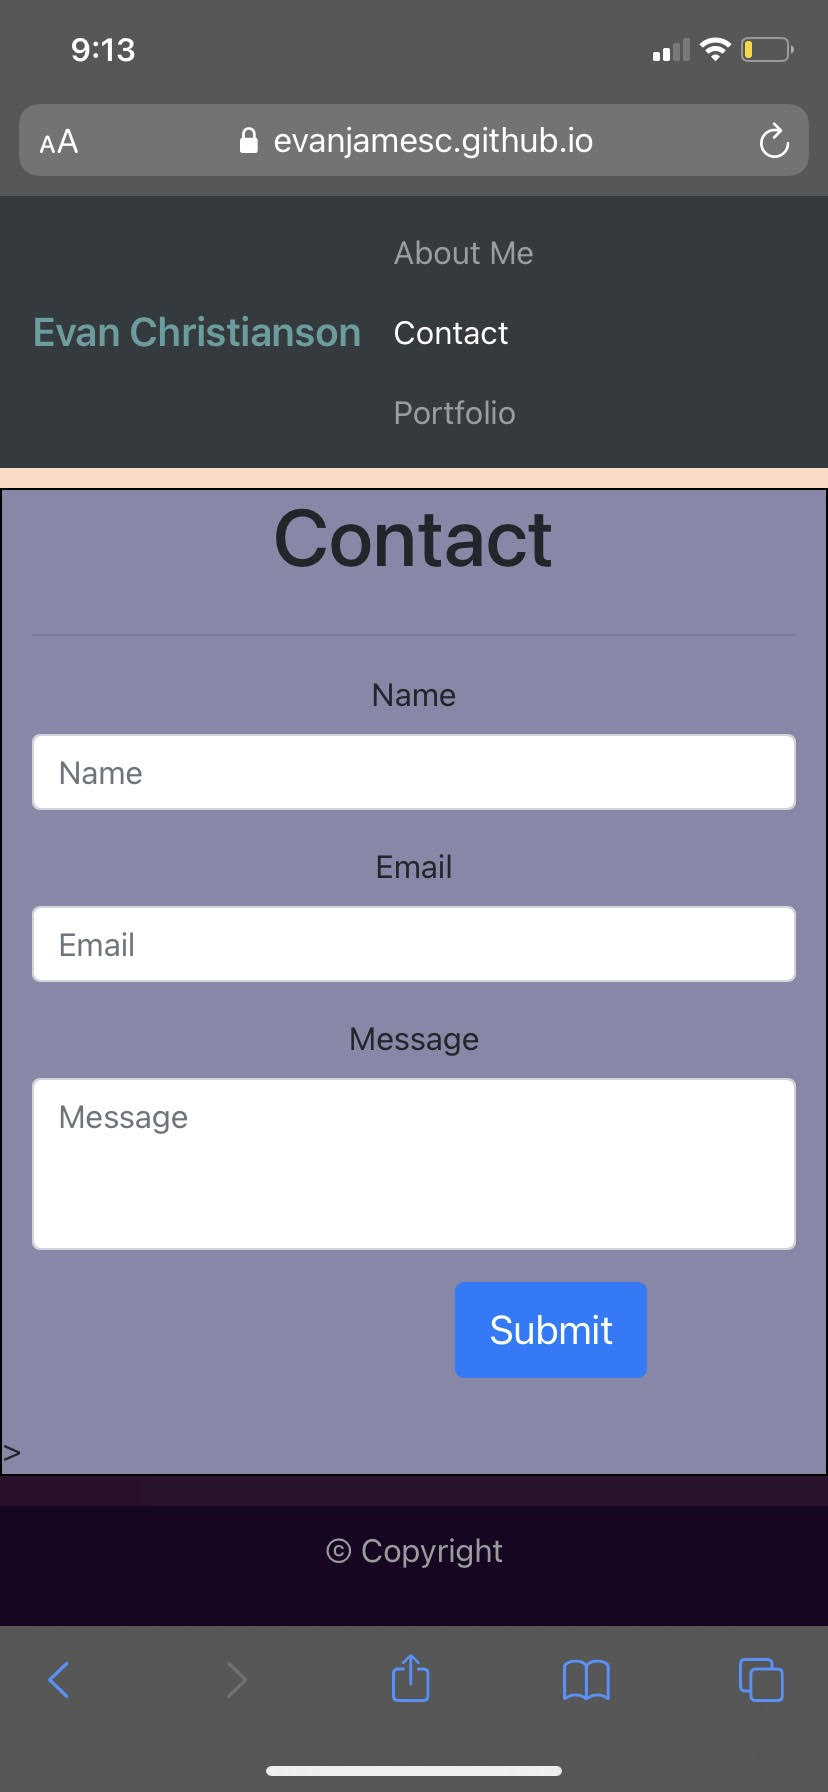 9:13
AA evanjamesc.github.io
About Me
Evan Christianson
Contact
Portfolio
Contact
Name
Name
Email
Email
Message
Message
Submit
>
© Copyright